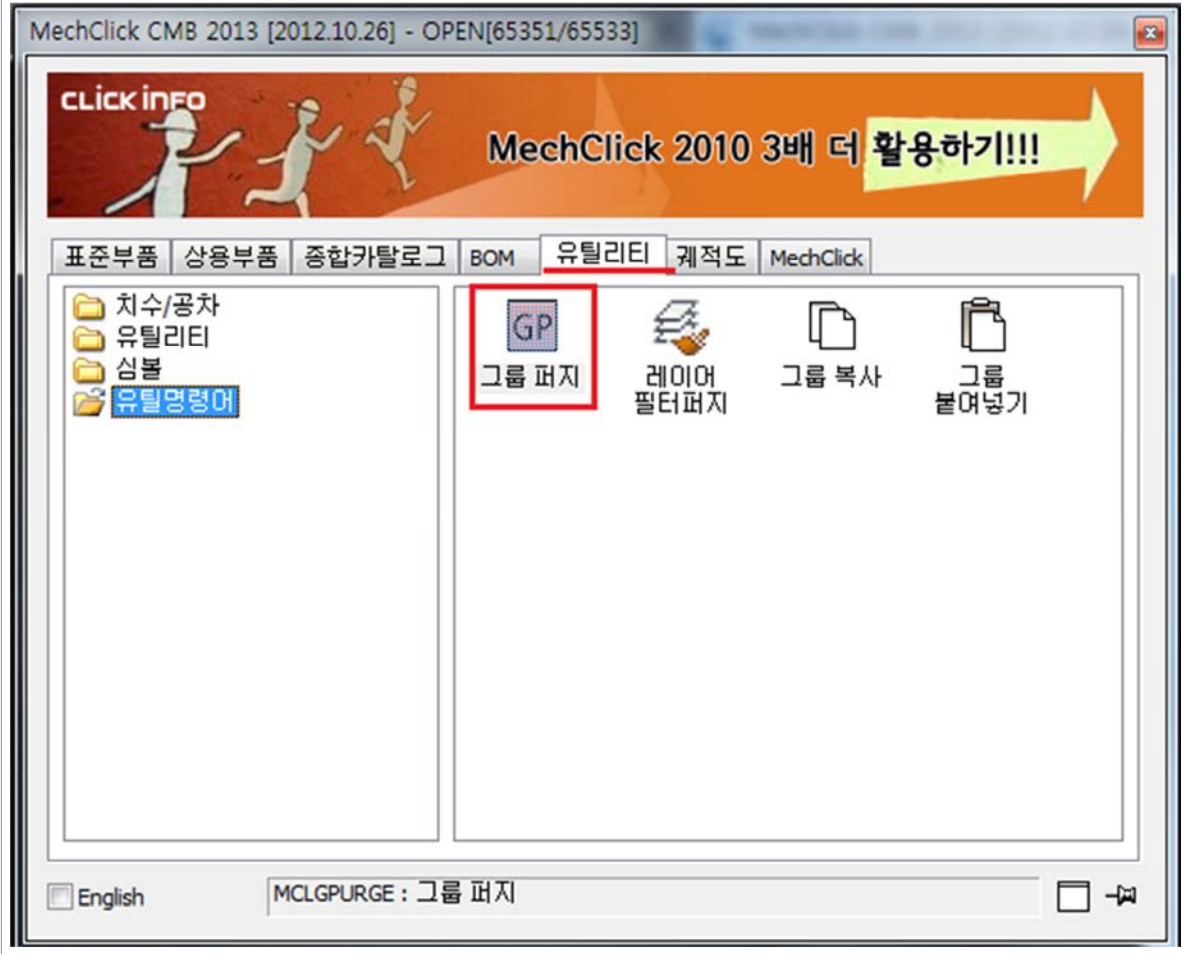 MechClick CMB 2013 [2012.10.26] - OPEN[65351/65533]
CLICK INFO
MechClick 2010 3배 더 활용하기!!!
표준부품 상용부품 종합카탈로그 BOM 유틸리티 궤적도 MechClick
치수/공차
유틸리티
심볼
유틸명령어
GP
그룹 퍼지
레이어
필터퍼지
그룹 복사
그룹
붙여넣기
English
MCLGPURGE : 그룹 퍼지